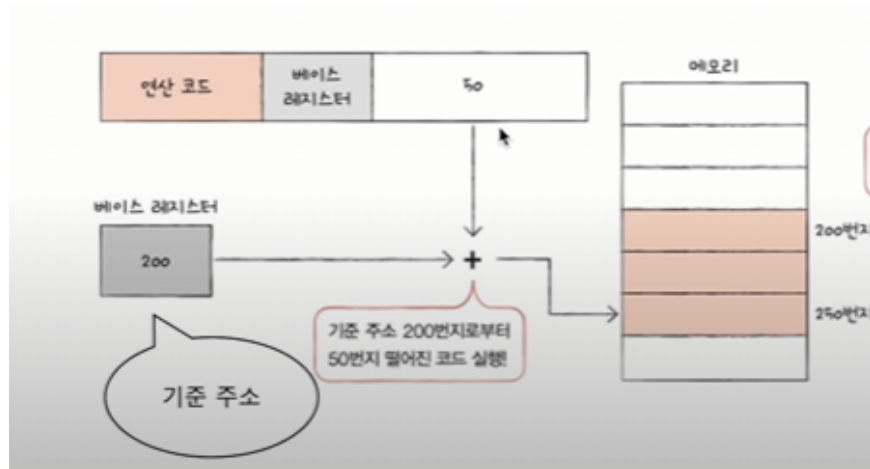 연산 코드
베이스
레지스터
50
메모리
베이스 레지스터
200
200번지
+
250번지
기준 주소 200번지로부터
50번지 떨어진 코드 실행!
기준 주소